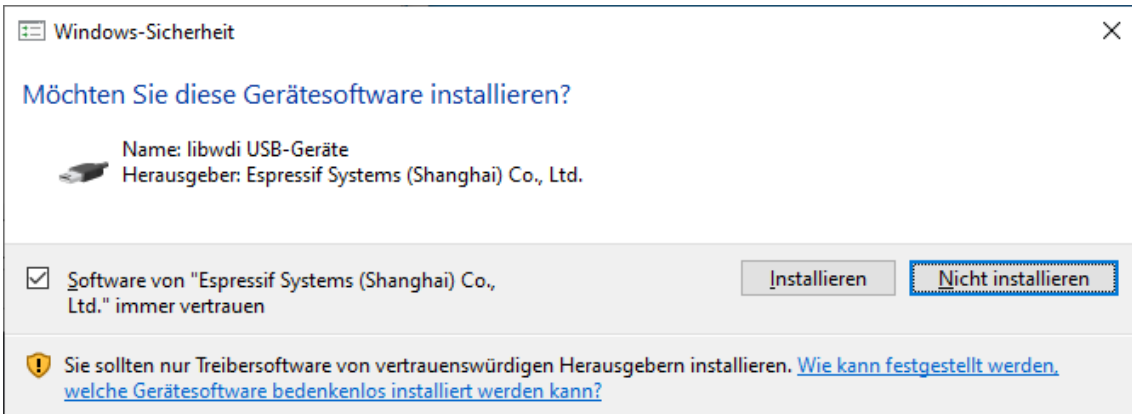 Windows-Sicherheit
Möchten Sie diese Gerätesoftware installieren?
Name: libwdi USB-Geräte
Herausgeber: Espressif Systems (Shanghai) Co., Ltd.
Software von "Espressif Systems (Shanghai) Co.,
Ltd." immer vertrauen
Installieren
Nicht installieren
Sie sollten nur Treibersoftware von vertrauenswürdigen Herausgebern installieren. Wie kann festgestellt werden,
welche Gerätesoftware bedenkenlos installiert werden kann?